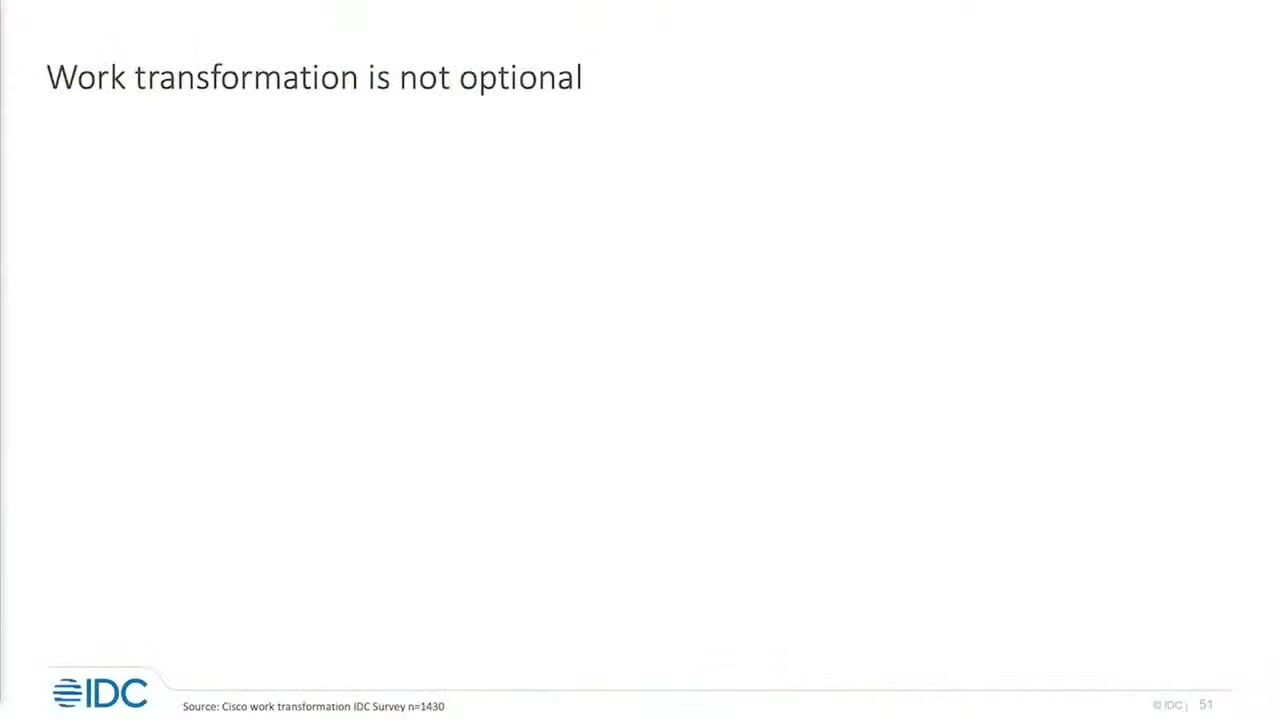 Work transformation is not optional
IDC
Source: Cisco work transformation IDC Survey n=1430
© IDC | 51